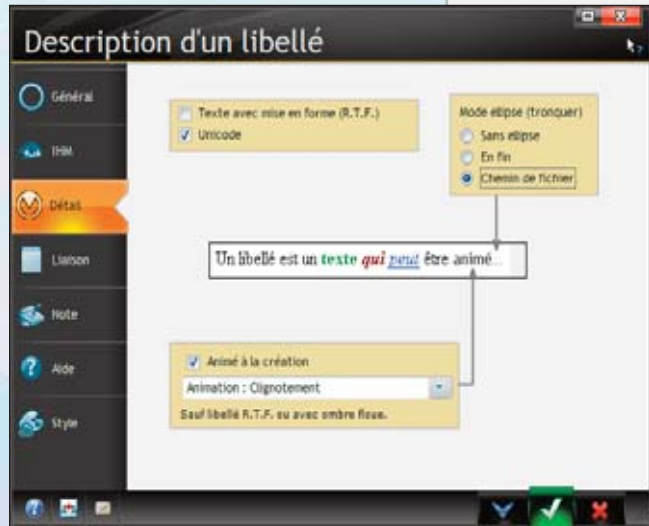 Description d'un libellé
Général
IHM
Détail
Liaison
Note
Aide
Style
Texte avec mise en forme (R.T.F.)
Unicode
Mode ellipse (tronquer)
Sans ellipse
En fin
Chemin de fichier
Un libellé est un texte qui peut être animé...
Animé à la création
Animation : Clignotement
Sauf libellé R.T.F. ou avec ombre floue.